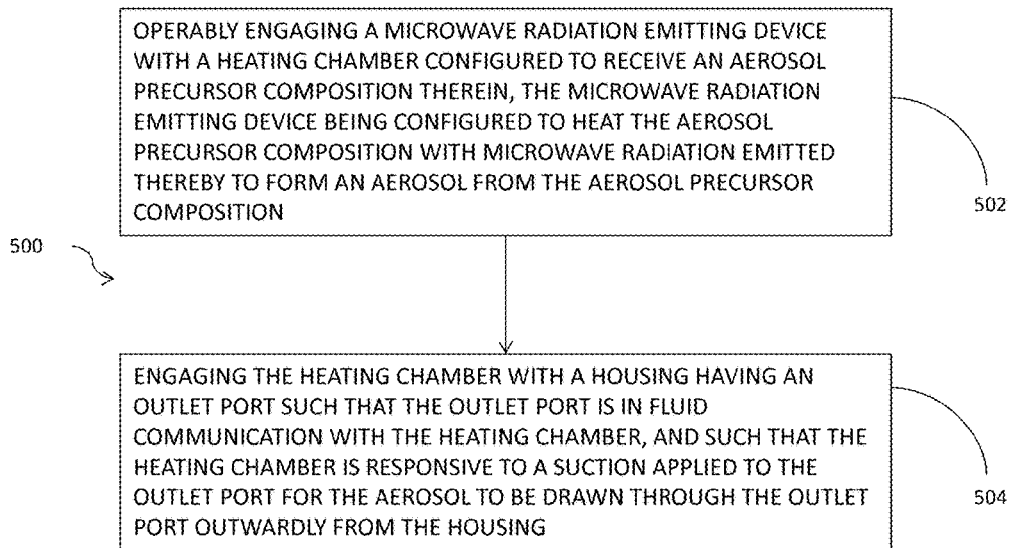 OPERABLY ENGAGING A MICROWAVE RADIATION EMITTING DEVICE
WITH A HEATING CHAMBER CONFIGURED TO RECEIVE AN AEROSOL
PRECURSOR COMPOSITION THEREIN, THE MICROWAVE RADIATION
EMITTING DEVICE BEING CONFIGURED TO HEAT THE AEROSOL
PRECURSOR COMPOSITION WITH MICROWAVE RADIATION EMITTED
THEREBY TO FORM AN AEROSOL FROM THE AEROSOL PRECURSOR
COMPOSITION
502
500
ENGAGING THE HEATING CHAMBER WITH A HOUSING HAVING AN
OUTLET PORT SUCH THAT THE OUTLET PORT IS IN FLUID
COMMUNICATION WITH THE HEATING CHAMBER, AND SUCH THAT THE
HEATING CHAMBER IS RESPONSIVE TO A SUCTION APPLIED TO THE
OUTLET PORT FOR THE AEROSOL TO BE DRAWN THROUGH THE OUTLET
PORT OUTWARDLY FROM THE HOUSING
504